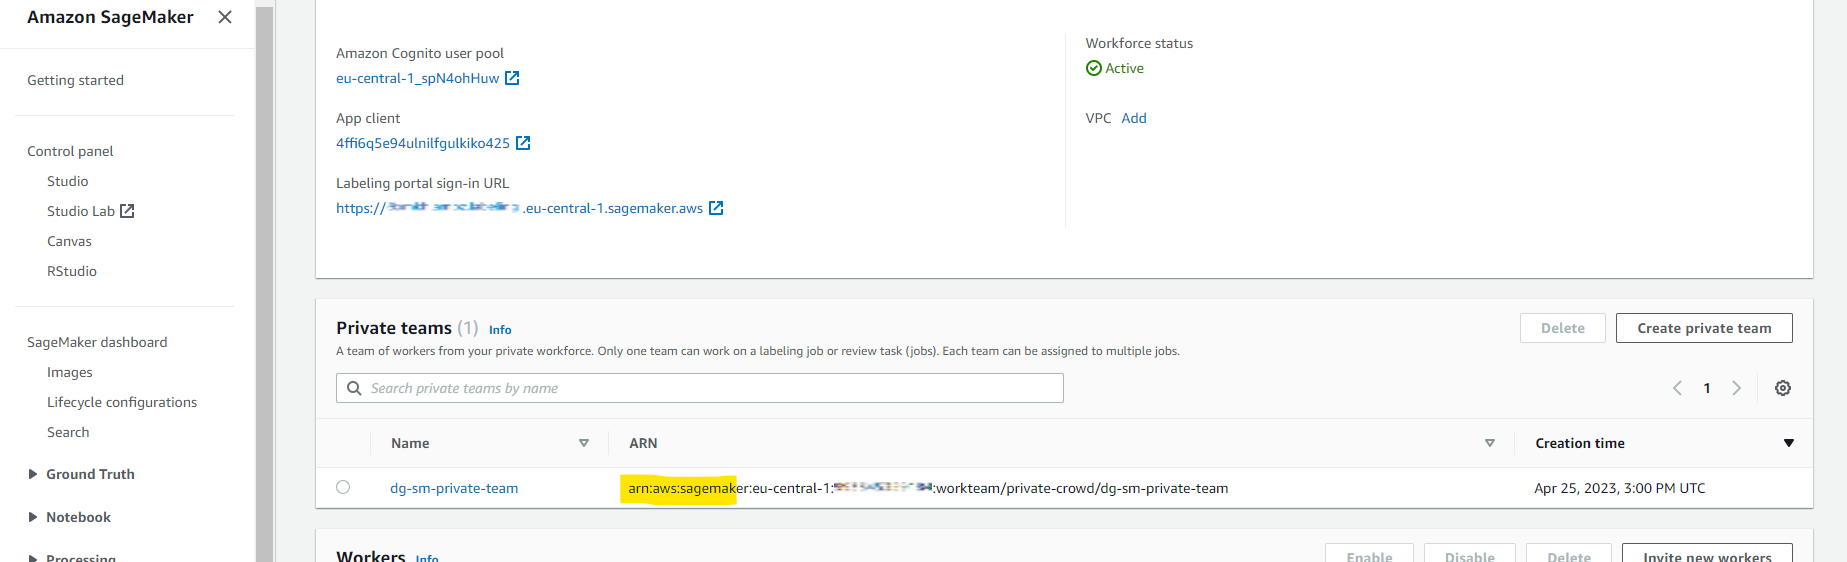 Amazon SageMaker
Getting started
Control panel
Studio
Studio Lab
Canvas
RStudio
SageMaker dashboard
Images
Lifecycle configurations
Search
Ground Truth
Notebook
Processing
Amazon Cognito user pool
eu-central-1_spN4ohHuw
App client
4ffi6q5e94ulnilfgulkiko425
Labeling portal sign-in URL
https:// .eu-central-1.sagemaker.aws
Workforce status
Active
VPC Add
Private teams (1) Info
Delete
Create private team
A team of workers from your private workforce. Only one team can work on a labeling job or review task (jobs). Each team can be assigned to multiple jobs.
Search private teams by name
1
Name ARN Creation time
dg-sm-private-team arn:aws:sagemaker:eu-central-1: :workteam/private-crowd/dg-sm-private-team Apr 25, 2023, 3:00 PM UTC
Workers Info
Enable
Disable
Delete
Invite new workers